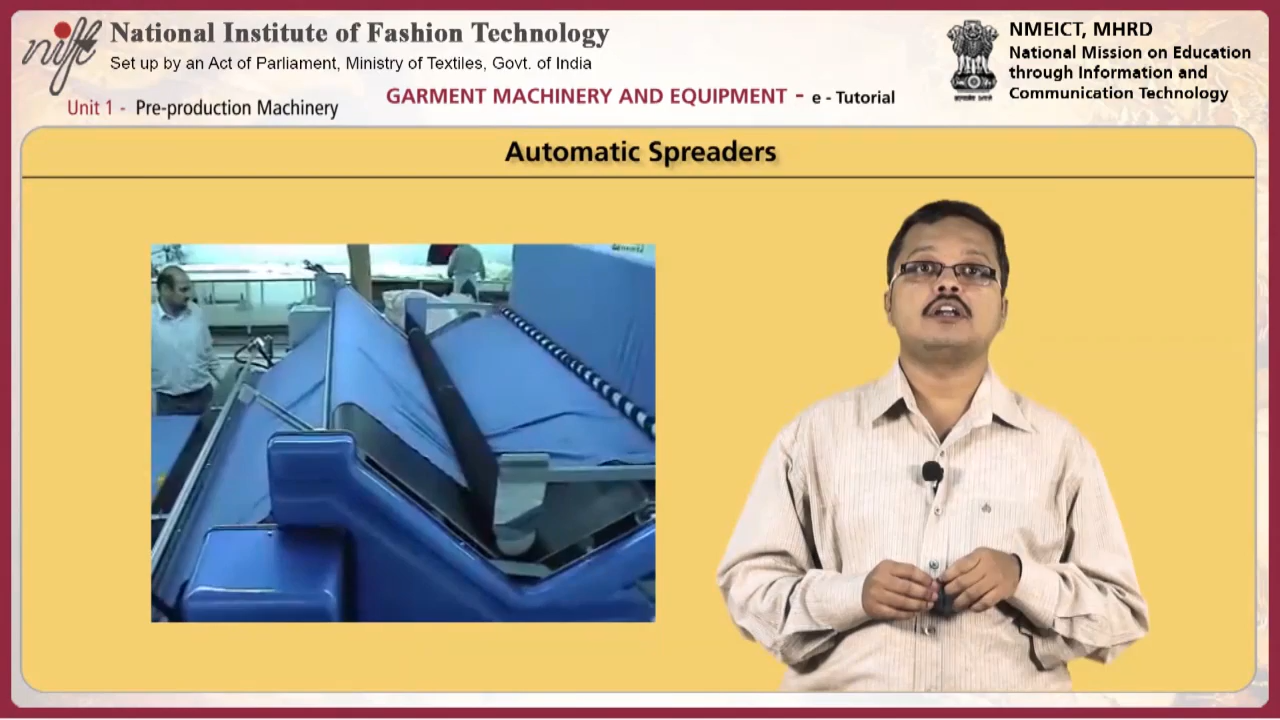 nift
National Institute of Fashion Technology
Set up by an Act of Parliament, Ministry of Textiles, Govt. of India
NMEICT, MHRD
National Mission on Education
through Information and
Communication Technology
Unit 1 - Pre-production Machinery
GARMENT MACHINERY AND EQUIPMENT - e - Tutorial
Automatic Spreaders